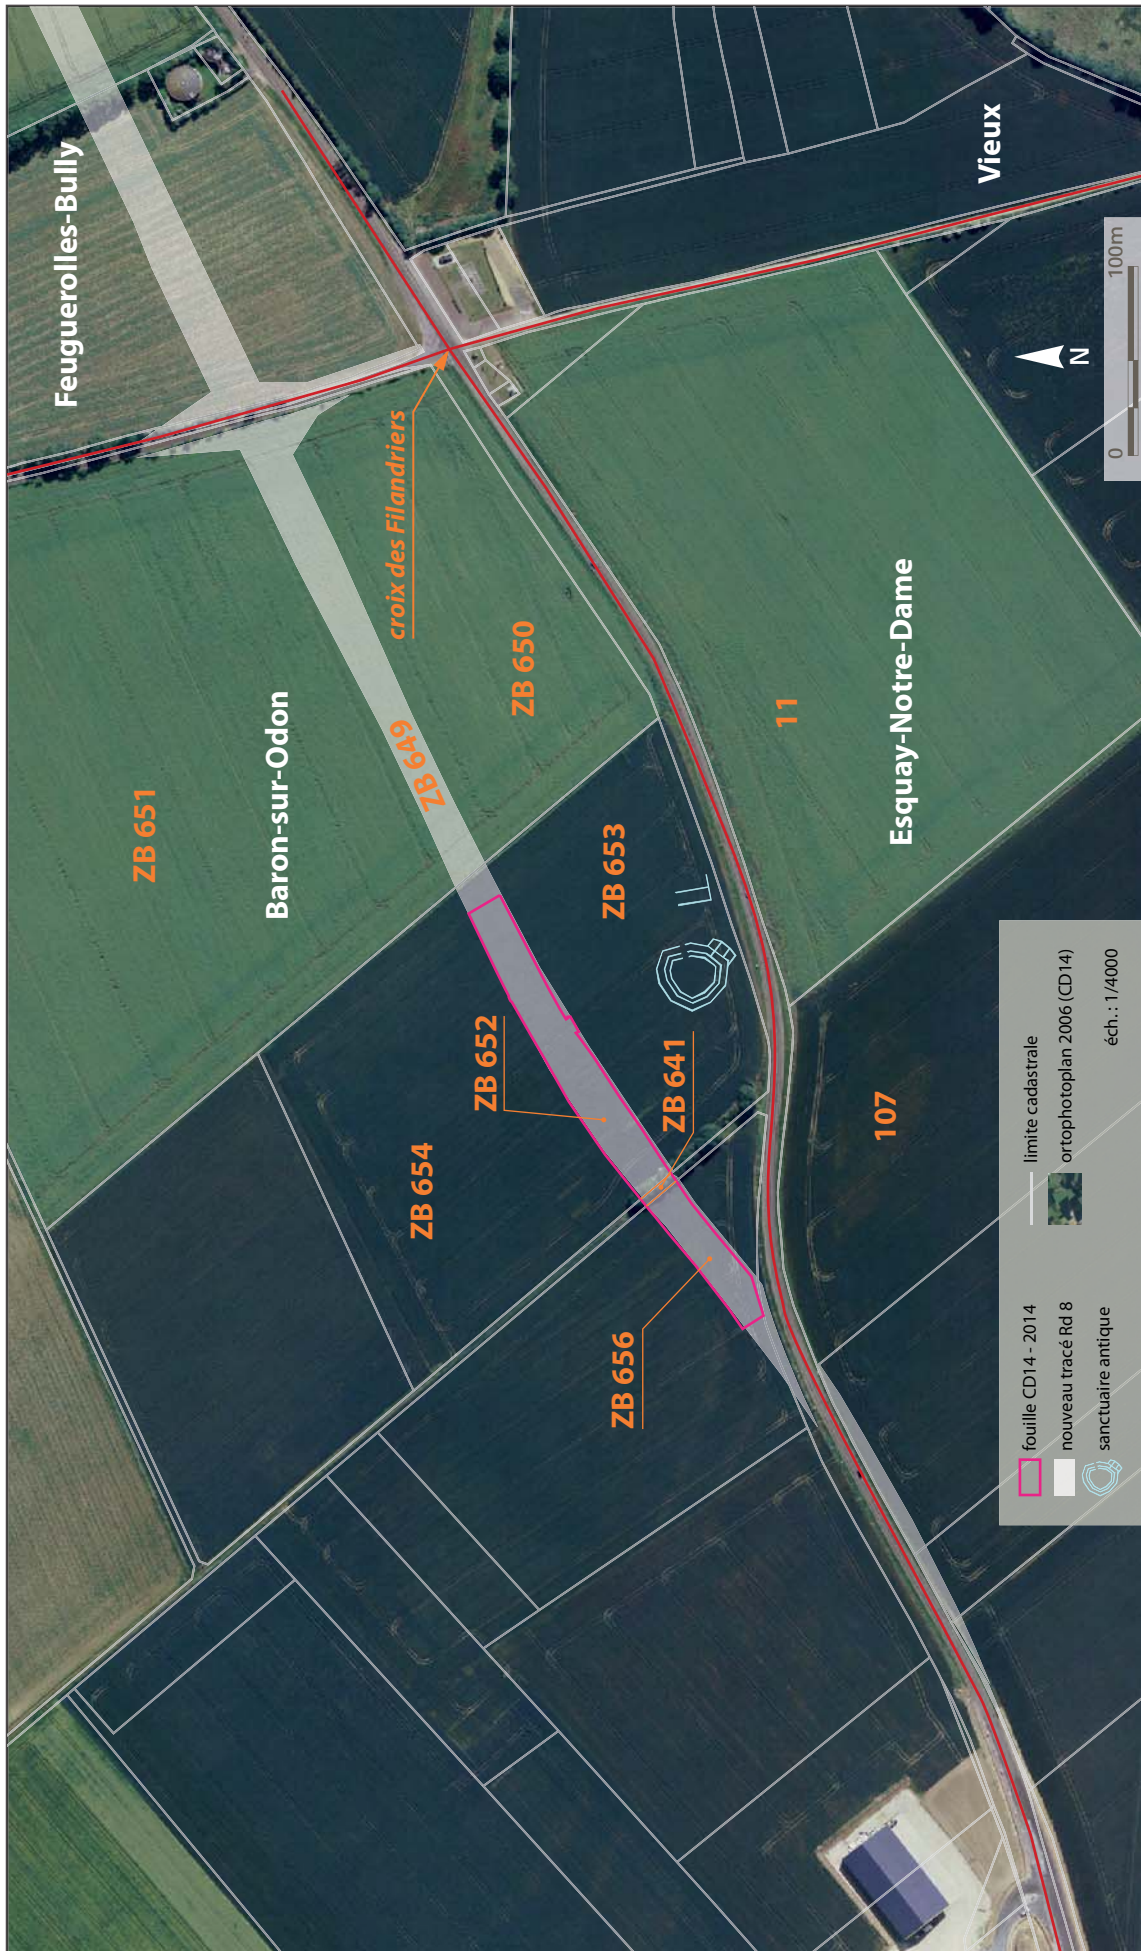 Feuguerolles-Bully
Vieux
croix des Filandriers
ZB 651
Baron-sur-Odon
ZB 649
ZB 650
ZB 653
11
Esquay-Notre-Dame
ZB 652
ZB 654
ZB 641
107
ZB 656
N
0 100m
fouille CD14 - 2014
nouveau tracé Rd 8
sanctuaire antique
limite cadastrale
ortophotoplan 2006 (CD14)
éch. : 1/4000